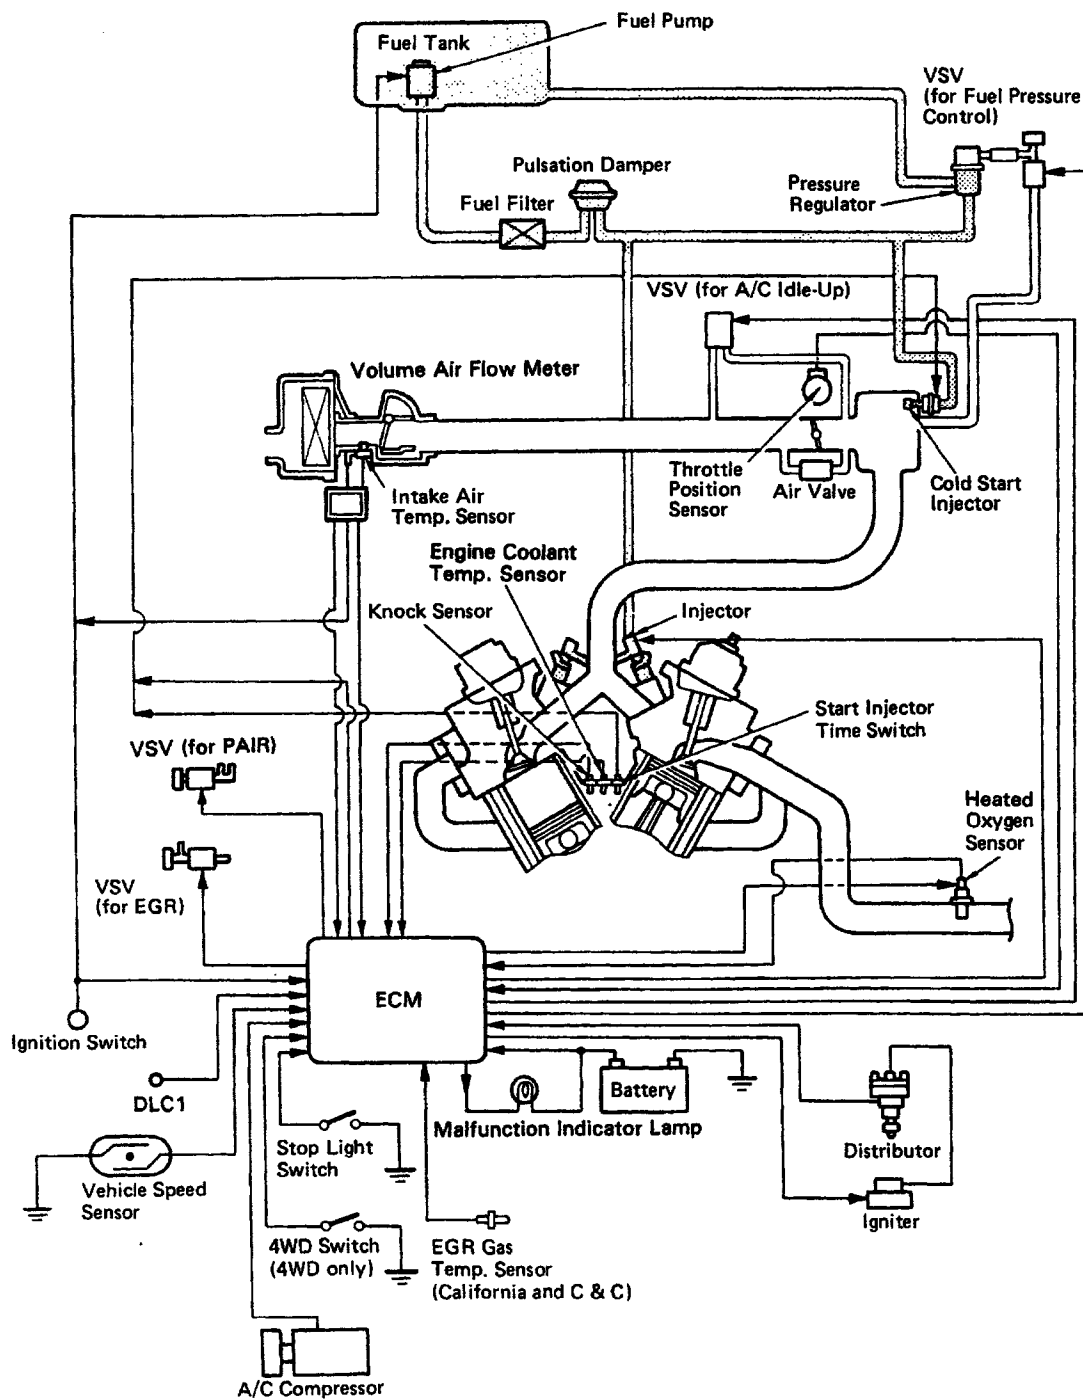 Fuel Pump
Fuel Tank
VSV
(for Fuel Pressure
Control)
Pulsation Damper
Pressure
Regulator
Fuel Filter
VSV (for A/C Idle-Up)
Volume Air Flow Meter
Throttle
Position
Sensor
Air Valve
Cold Start
Injector
Intake Air
Temp. Sensor
Engine Coolant
Temp. Sensor
Knock Sensor
Injector
Start Injector
Time Switch
VSV (for PAIR)
Heated
Oxygen
Sensor
VSV
(for EGR)
ECM
Ignition Switch
DLC1
Battery
Malfunction Indicator Lamp
Stop Light
Switch
Distributor
Vehicle Speed
Sensor
Igniter
4WD Switch
(4WD only)
EGR Gas
Temp. Sensor
(California and C & C)
A/C Compressor